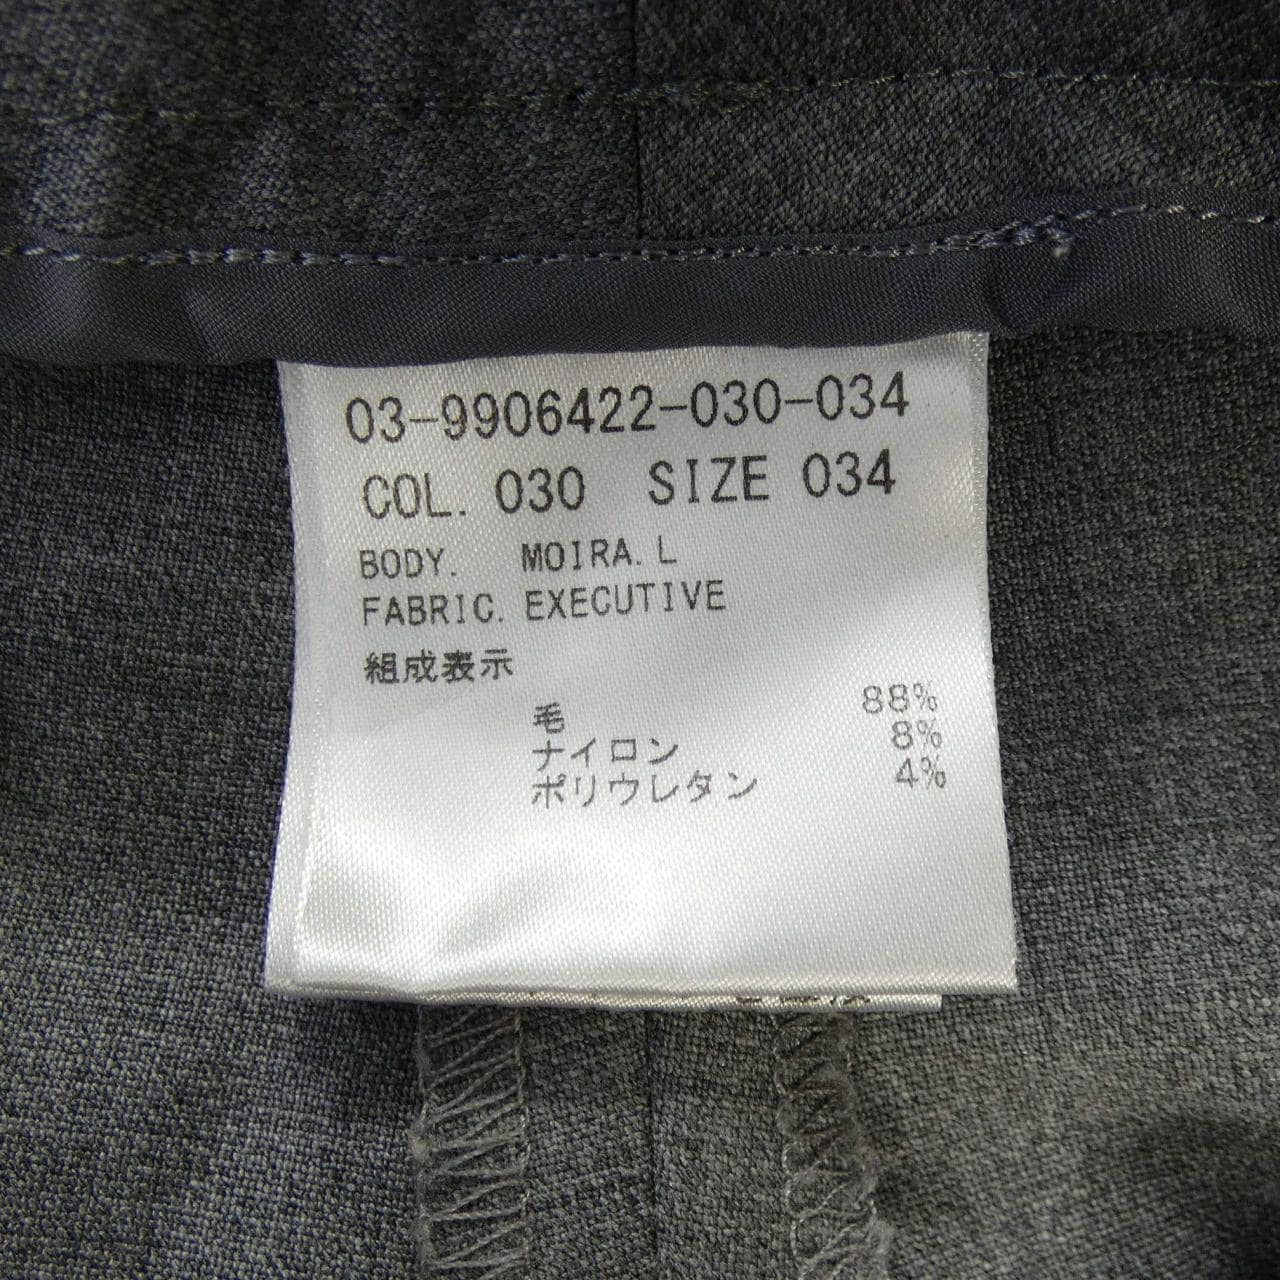 03-9906422-030-034
COL. 030 SIZE 034
BODY. MOIRA.L
FABRIC. EXECUTIVE
組成表示
毛 88%
ナイロン 8%
ポリウレタン 4%